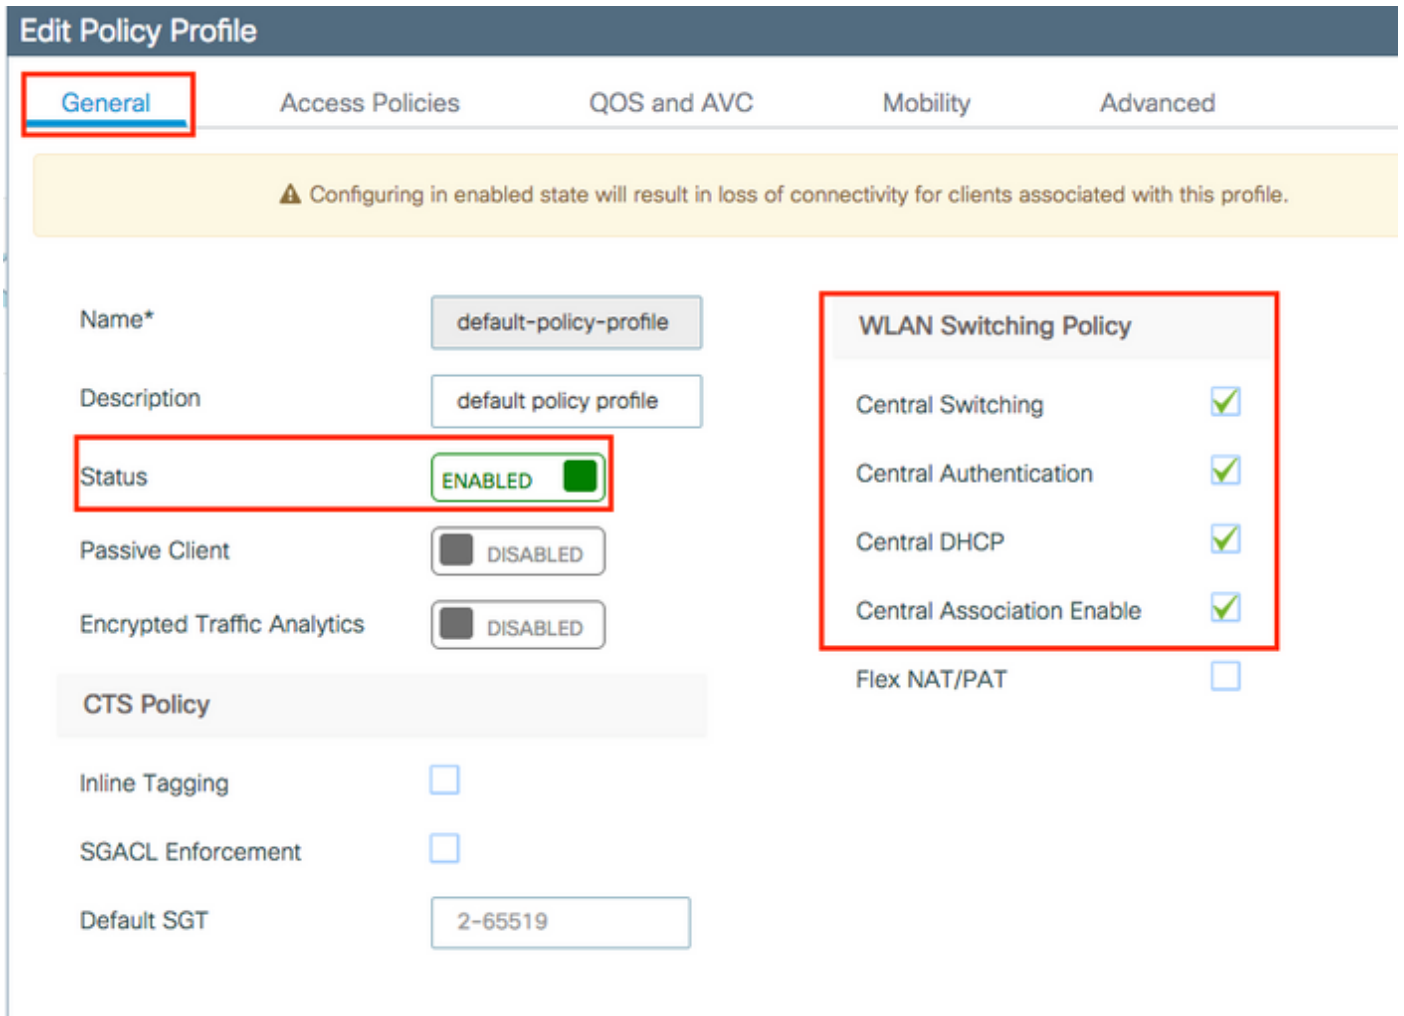 Edit Policy Profile
General Access Policies QOS and AVC Mobility Advanced
Configuring in enabled state will result in loss of connectivity for clients associated with this profile.
Name* default-policy-profile
Description default policy profile
Status ENABLED
Passive Client DISABLED
Encrypted Traffic Analytics DISABLED
CTS Policy
Inline Tagging
SGACL Enforcement
Default SGT 2-65519
WLAN Switching Policy
Central Switching
Central Authentication
Central DHCP
Central Association Enable
Flex NAT/PAT